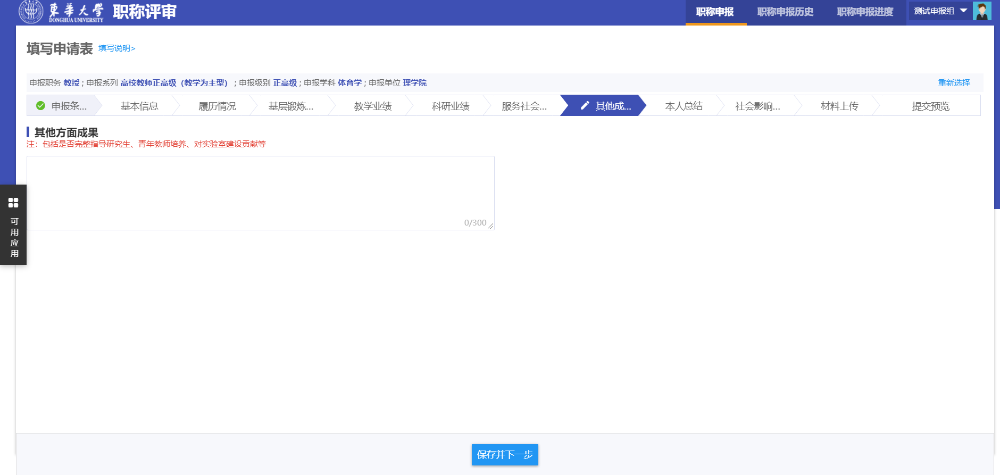 東華大學 DONGHUA UNIVERSITY 职称评审
职称申报 职称申报历史 职称申报进度 测试申报组
填写申请表 填写说明>
申报职务 教授 ; 申报系列 高校教师正高级（教学为主型） ; 申报级别 正高级 ; 申报学科 体育学 ; 申报单位 理学院 重新选择
申报条... 基本信息 履历情况 基层锻炼... 教学业绩 科研业绩 服务社会... 其他成... 本人总结 社会影响... 材料上传 提交预览
其他方面成果
注：包括是否完整指导研究生、青年教师培养、对实验室建设贡献等
0/300
可用应用
保存并下一步